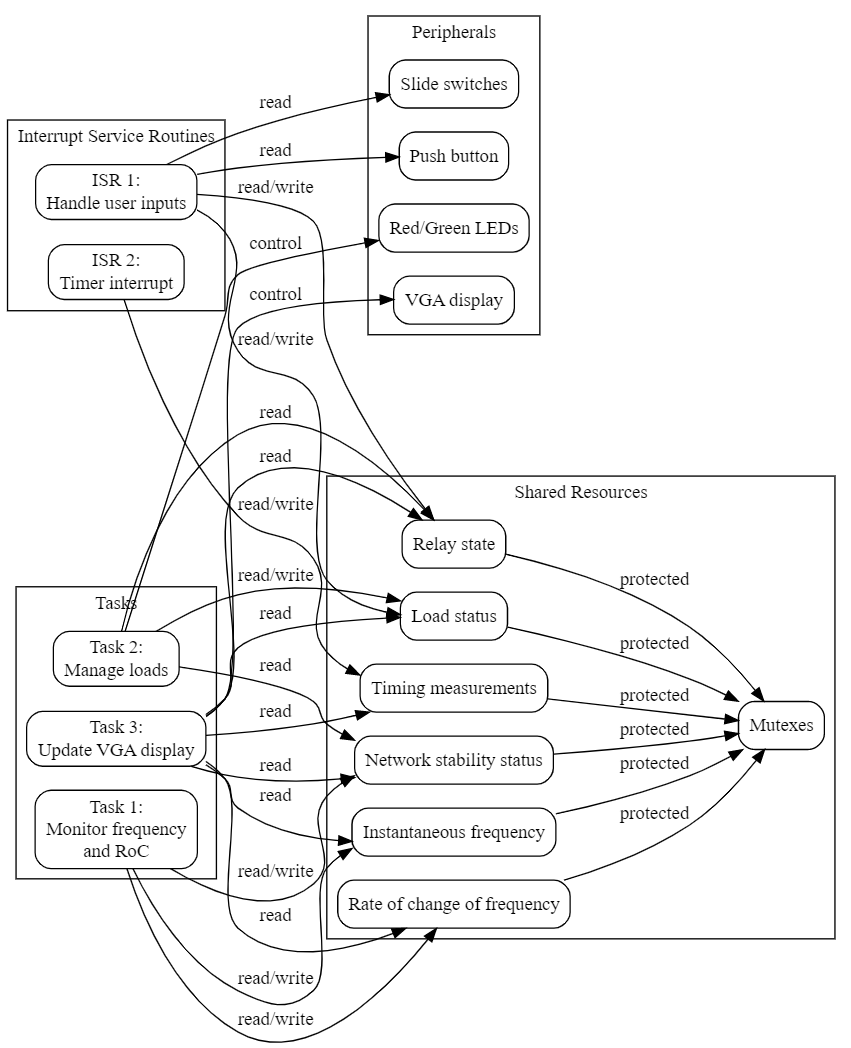 Peripherals
Slide switches
read
Interrupt Service Routines
Push button
read
ISR 1:
Handle user inputs
read/write
Red/Green LEDs
control
ISR 2:
Timer interrupt
VGA display
control
read/write
read
read
Shared Resources
read/write
Relay state
protected
read/write
Tasks
read
Load status
protected
Task 2:
Manage loads
read
Timing measurements
protected
read
Task 3:
Update VGA display
Mutexes
protected
Network stability status
read
protected
read
Task 1:
Monitor frequency
and RoC
Instantaneous frequency
protected
read/write
Rate of change of frequency
read
read/write
read/write